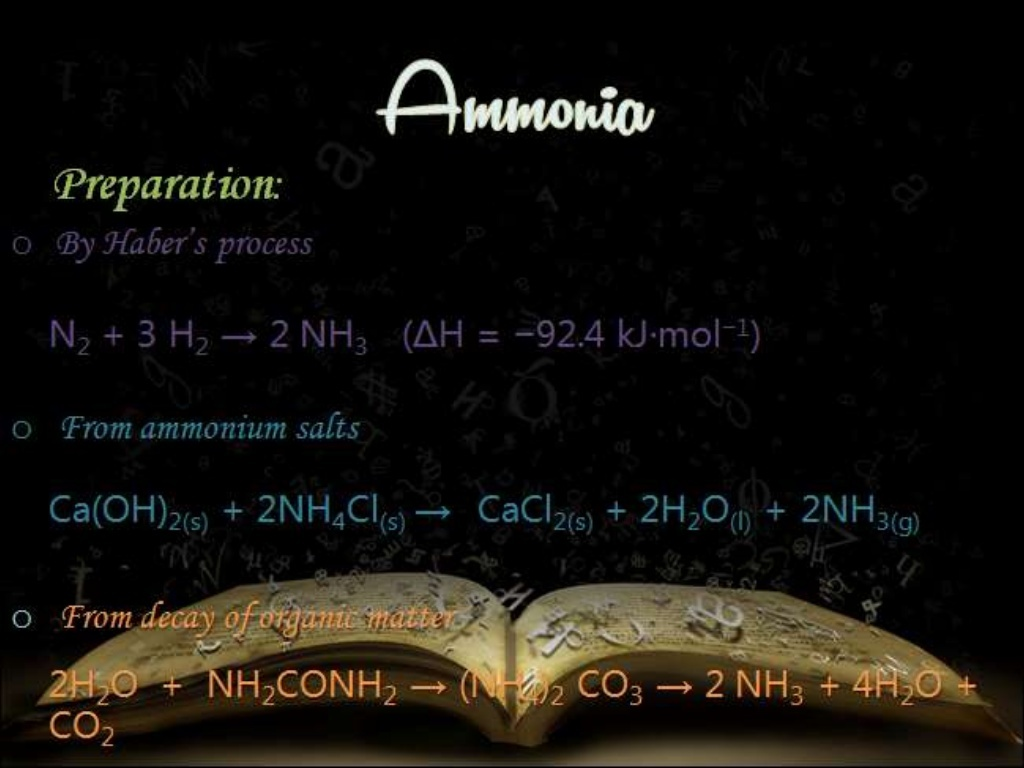 Ammonia
Preparation:
By Haber's process
N₂ + 3 H₂ → 2 NH₃ (ΔH = −92.4 kJ·mol⁻¹)
From ammonium salts
Ca(OH)₂₍ₛ₎ + 2NH₄Cl₍ₛ₎ → CaCl₂₍ₛ₎ + 2H₂O₍ₗ₎ + 2NH₃₍g₎
From decay of organic matter
2H₂O + NH₂CONH₂ → (NH₄)₂ CO₃ → 2 NH₃ + 4H₂O +
CO₂